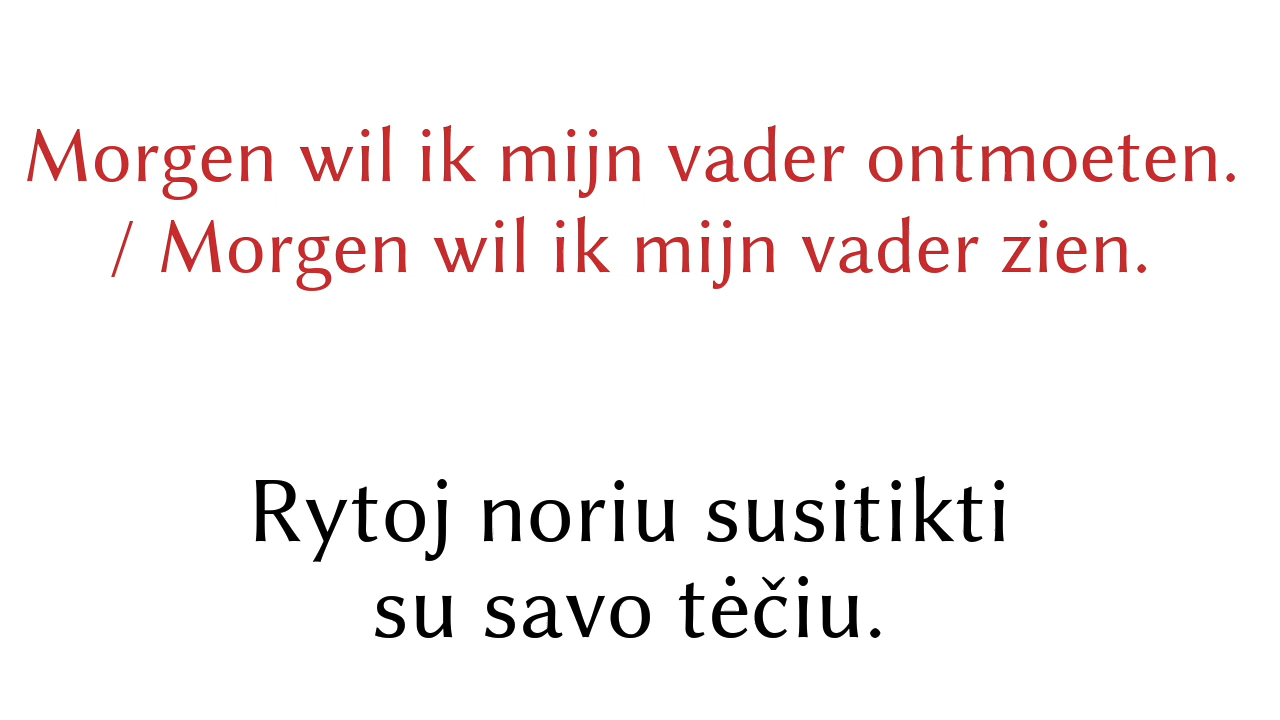 Morgen wil ik mijn vader ontmoeten.
/ Morgen wil ik mijn vader zien.
Rytoj noriu susitikti
su savo tėčiu.